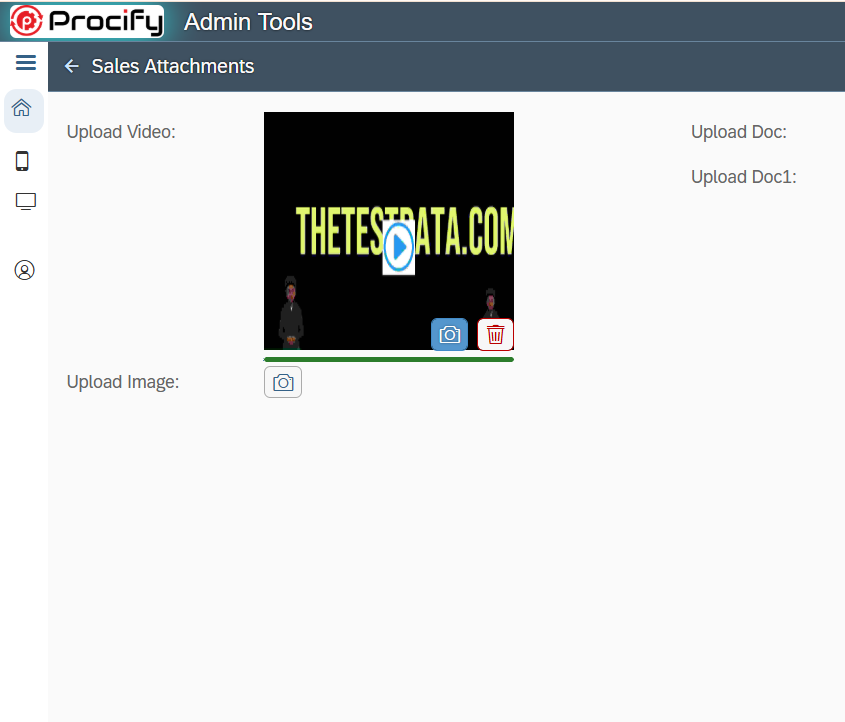 Procify Admin Tools
Sales Attachments
Upload Video:
THETESTDATA.COM
Upload Doc:
Upload Doc1:
Upload Image: